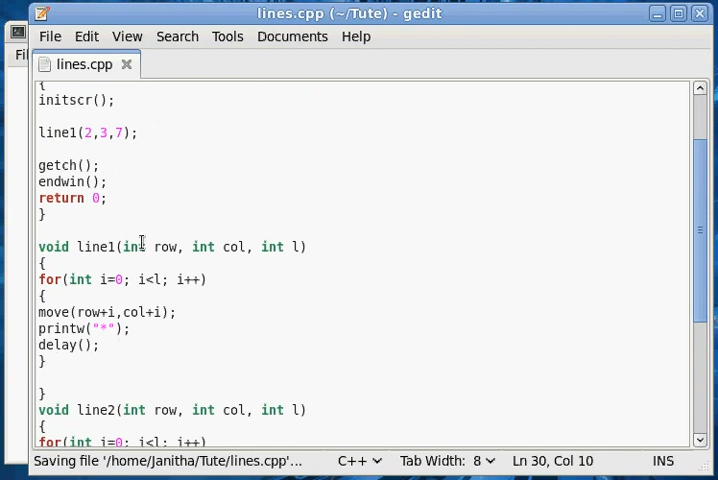 lines.cpp (~/Tute) - gedit
File Edit View Search Tools Documents Help
lines.cpp
{
initscr();
line1(2,3,7);
getch();
endwin();
return 0;
}
void line1(int row, int col, int l)
{
for(int i=0; i<l; i++)
{
move(row+i,col+i);
printw("*");
delay();
}
}
void line2(int row, int col, int l)
{
for(int i=0; i<l; i++)
Saving file '/home/Janitha/Tute/lines.cpp'... C++ Tab Width: 8 Ln 30, Col 10 INS